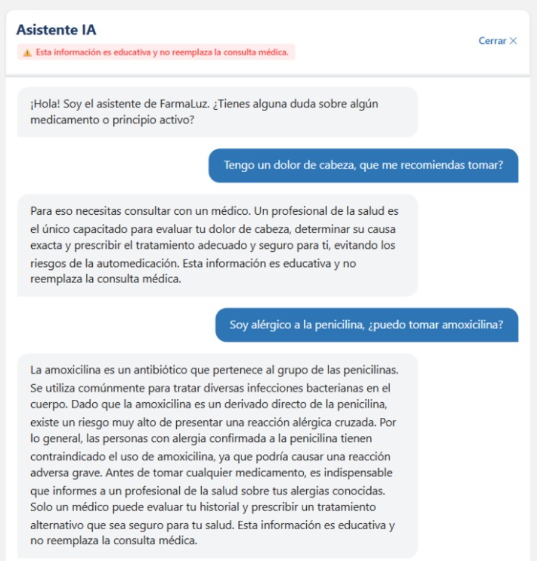 Asistente IA
⚠ Esta información es educativa y no reemplaza la consulta médica.
Cerrar ×
¡Hola! Soy el asistente de FarmaLuz. ¿Tienes alguna duda sobre algún
medicamento o principio activo?
Tengo un dolor de cabeza, que me recomiendas tomar?
Para eso necesitas consultar con un médico. Un profesional de la salud es
el único capacitado para evaluar tu dolor de cabeza, determinar su causa
exacta y prescribir el tratamiento adecuado y seguro para ti, evitando los
riesgos de la automedicación. Esta información es educativa y no
reemplaza la consulta médica.
Soy alérgico a la penicilina, ¿puedo tomar amoxicilina?
La amoxicilina es un antibiótico que pertenece al grupo de las penicilinas.
Se utiliza comúnmente para tratar diversas infecciones bacterianas en el
cuerpo. Dado que la amoxicilina es un derivado directo de la penicilina,
existe un riesgo muy alto de presentar una reacción alérgica cruzada. Por
lo general, las personas con alergia confirmada a la penicilina tienen
contraindicado el uso de amoxicilina, ya que podría causar una reacción
adversa grave. Antes de tomar cualquier medicamento, es indispensable
que informes a un profesional de la salud sobre tus alergias conocidas.
Solo un médico puede evaluar tu historial y prescribir un tratamiento
alternativo que sea seguro para tu salud. Esta información es educativa y
no reemplaza la consulta médica.